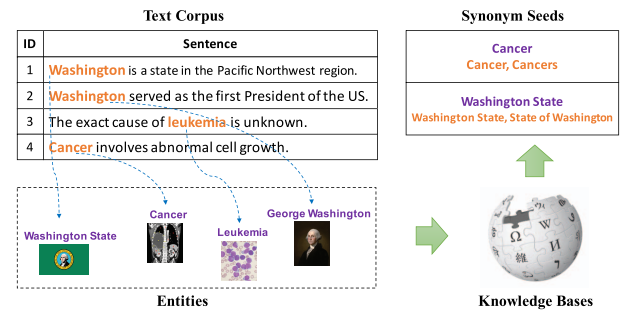 Text Corpus
ID Sentence
1 Washington is a state in the Pacific Northwest region.
2 Washington served as the first President of the US.
3 The exact cause of leukemia is unknown.
4 Cancer involves abnormal cell growth.
Washington State
Cancer
Leukemia
George Washington
Entities
Synonym Seeds
Cancer
Cancer, Cancers
Washington State
Washington State, State of Washington
Ω W
維
Knowledge Bases